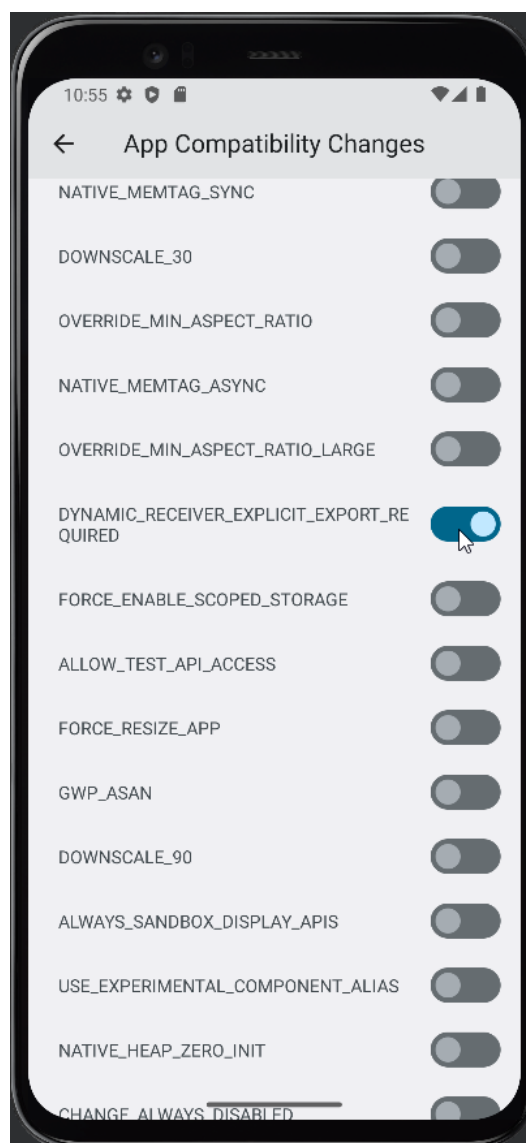 10:55
App Compatibility Changes
NATIVE_MEMTAG_SYNC
DOWNSCALE_30
OVERRIDE_MIN_ASPECT_RATIO
NATIVE_MEMTAG_ASYNC
OVERRIDE_MIN_ASPECT_RATIO_LARGE
DYNAMIC_RECEIVER_EXPLICIT_EXPORT_RE
QUIRED
FORCE_ENABLE_SCOPED_STORAGE
ALLOW_TEST_API_ACCESS
FORCE_RESIZE_APP
GWP_ASAN
DOWNSCALE_90
ALWAYS_SANDBOX_DISPLAY_APIS
USE_EXPERIMENTAL_COMPONENT_ALIAS
NATIVE_HEAP_ZERO_INIT
CHANGE_ALWAYS_DISABLED